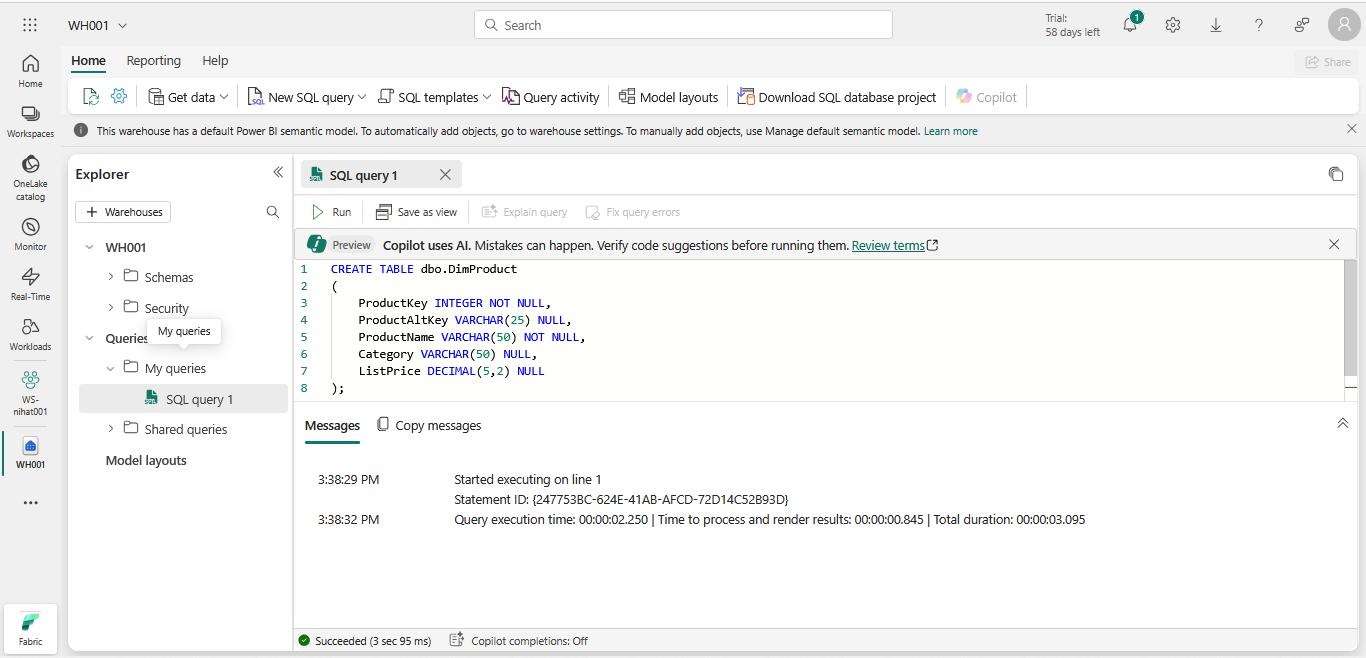 WH001
Search
Trial:
58 days left
1
Home Reporting Help
Share
Get data New SQL query SQL templates Query activity Model layouts Download SQL database project Copilot
This warehouse has a default Power BI semantic model. To automatically add objects, go to warehouse settings. To manually add objects, use Manage default semantic model. Learn more
Home
Workspaces
OneLake
catalog
Monitor
Real-Time
Workloads
WS-
nihat001
WH001
Fabric
Explorer
+ Warehouses
WH001
Schemas
Security
Queries
My queries
My queries
SQL query 1
Shared queries
Model layouts
SQL query 1
Run Save as view Explain query Fix query errors
Preview Copilot uses AI. Mistakes can happen. Verify code suggestions before running them. Review terms
1 CREATE TABLE dbo.DimProduct
2 (
3 ProductKey INTEGER NOT NULL,
4 ProductAltKey VARCHAR(25) NULL,
5 ProductName VARCHAR(50) NOT NULL,
6 Category VARCHAR(50) NULL,
7 ListPrice DECIMAL(5,2) NULL
8 );
Messages Copy messages
3:38:29 PM Started executing on line 1
Statement ID: {247753BC-624E-41AB-AFCD-72D14C52B93D}
3:38:32 PM Query execution time: 00:00:02.250 | Time to process and render results: 00:00:00.845 | Total duration: 00:00:03.095
Succeeded (3 sec 95 ms) Copilot completions: Off